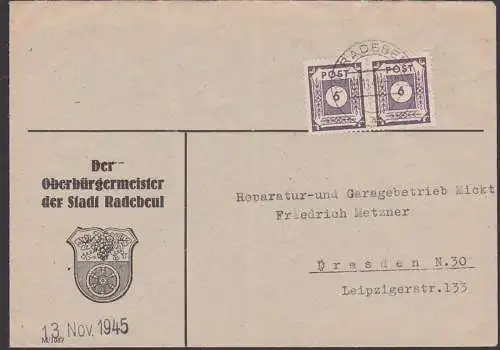 RADEBE
POST
6
POST
6
Der
Oberbürgermeister
der Stadt Radebeul
13. Nov. 1945
Reparatur-und Garagebetrieb Mickt
Friedrich Metzner
Dresden N.30
Leipzigerstr.133